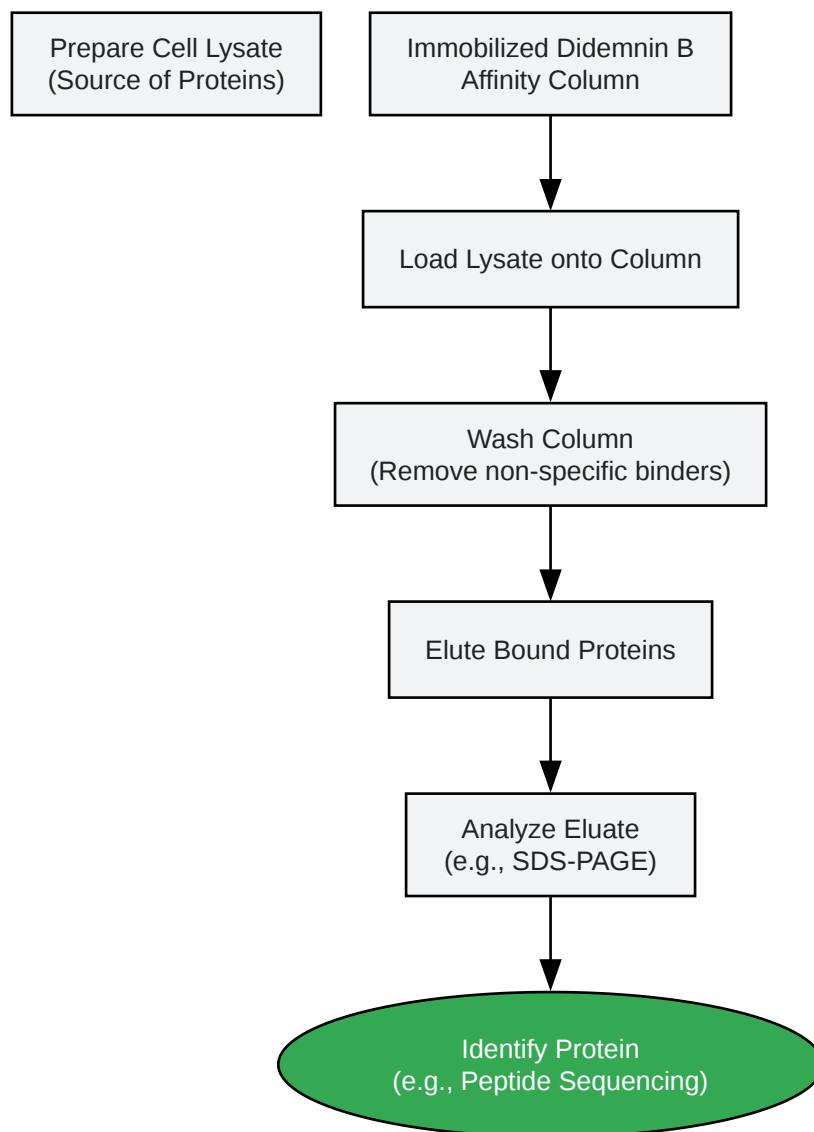 Prepare Cell Lysate
(Source of Proteins)
Immobilized Didemnin B
Affinity Column
Load Lysate onto Column
Wash Column
(Remove non-specific binders)
Elute Bound Proteins
Analyze Eluate
(e.g., SDS-PAGE)
Identify Protein
(e.g., Peptide Sequencing)